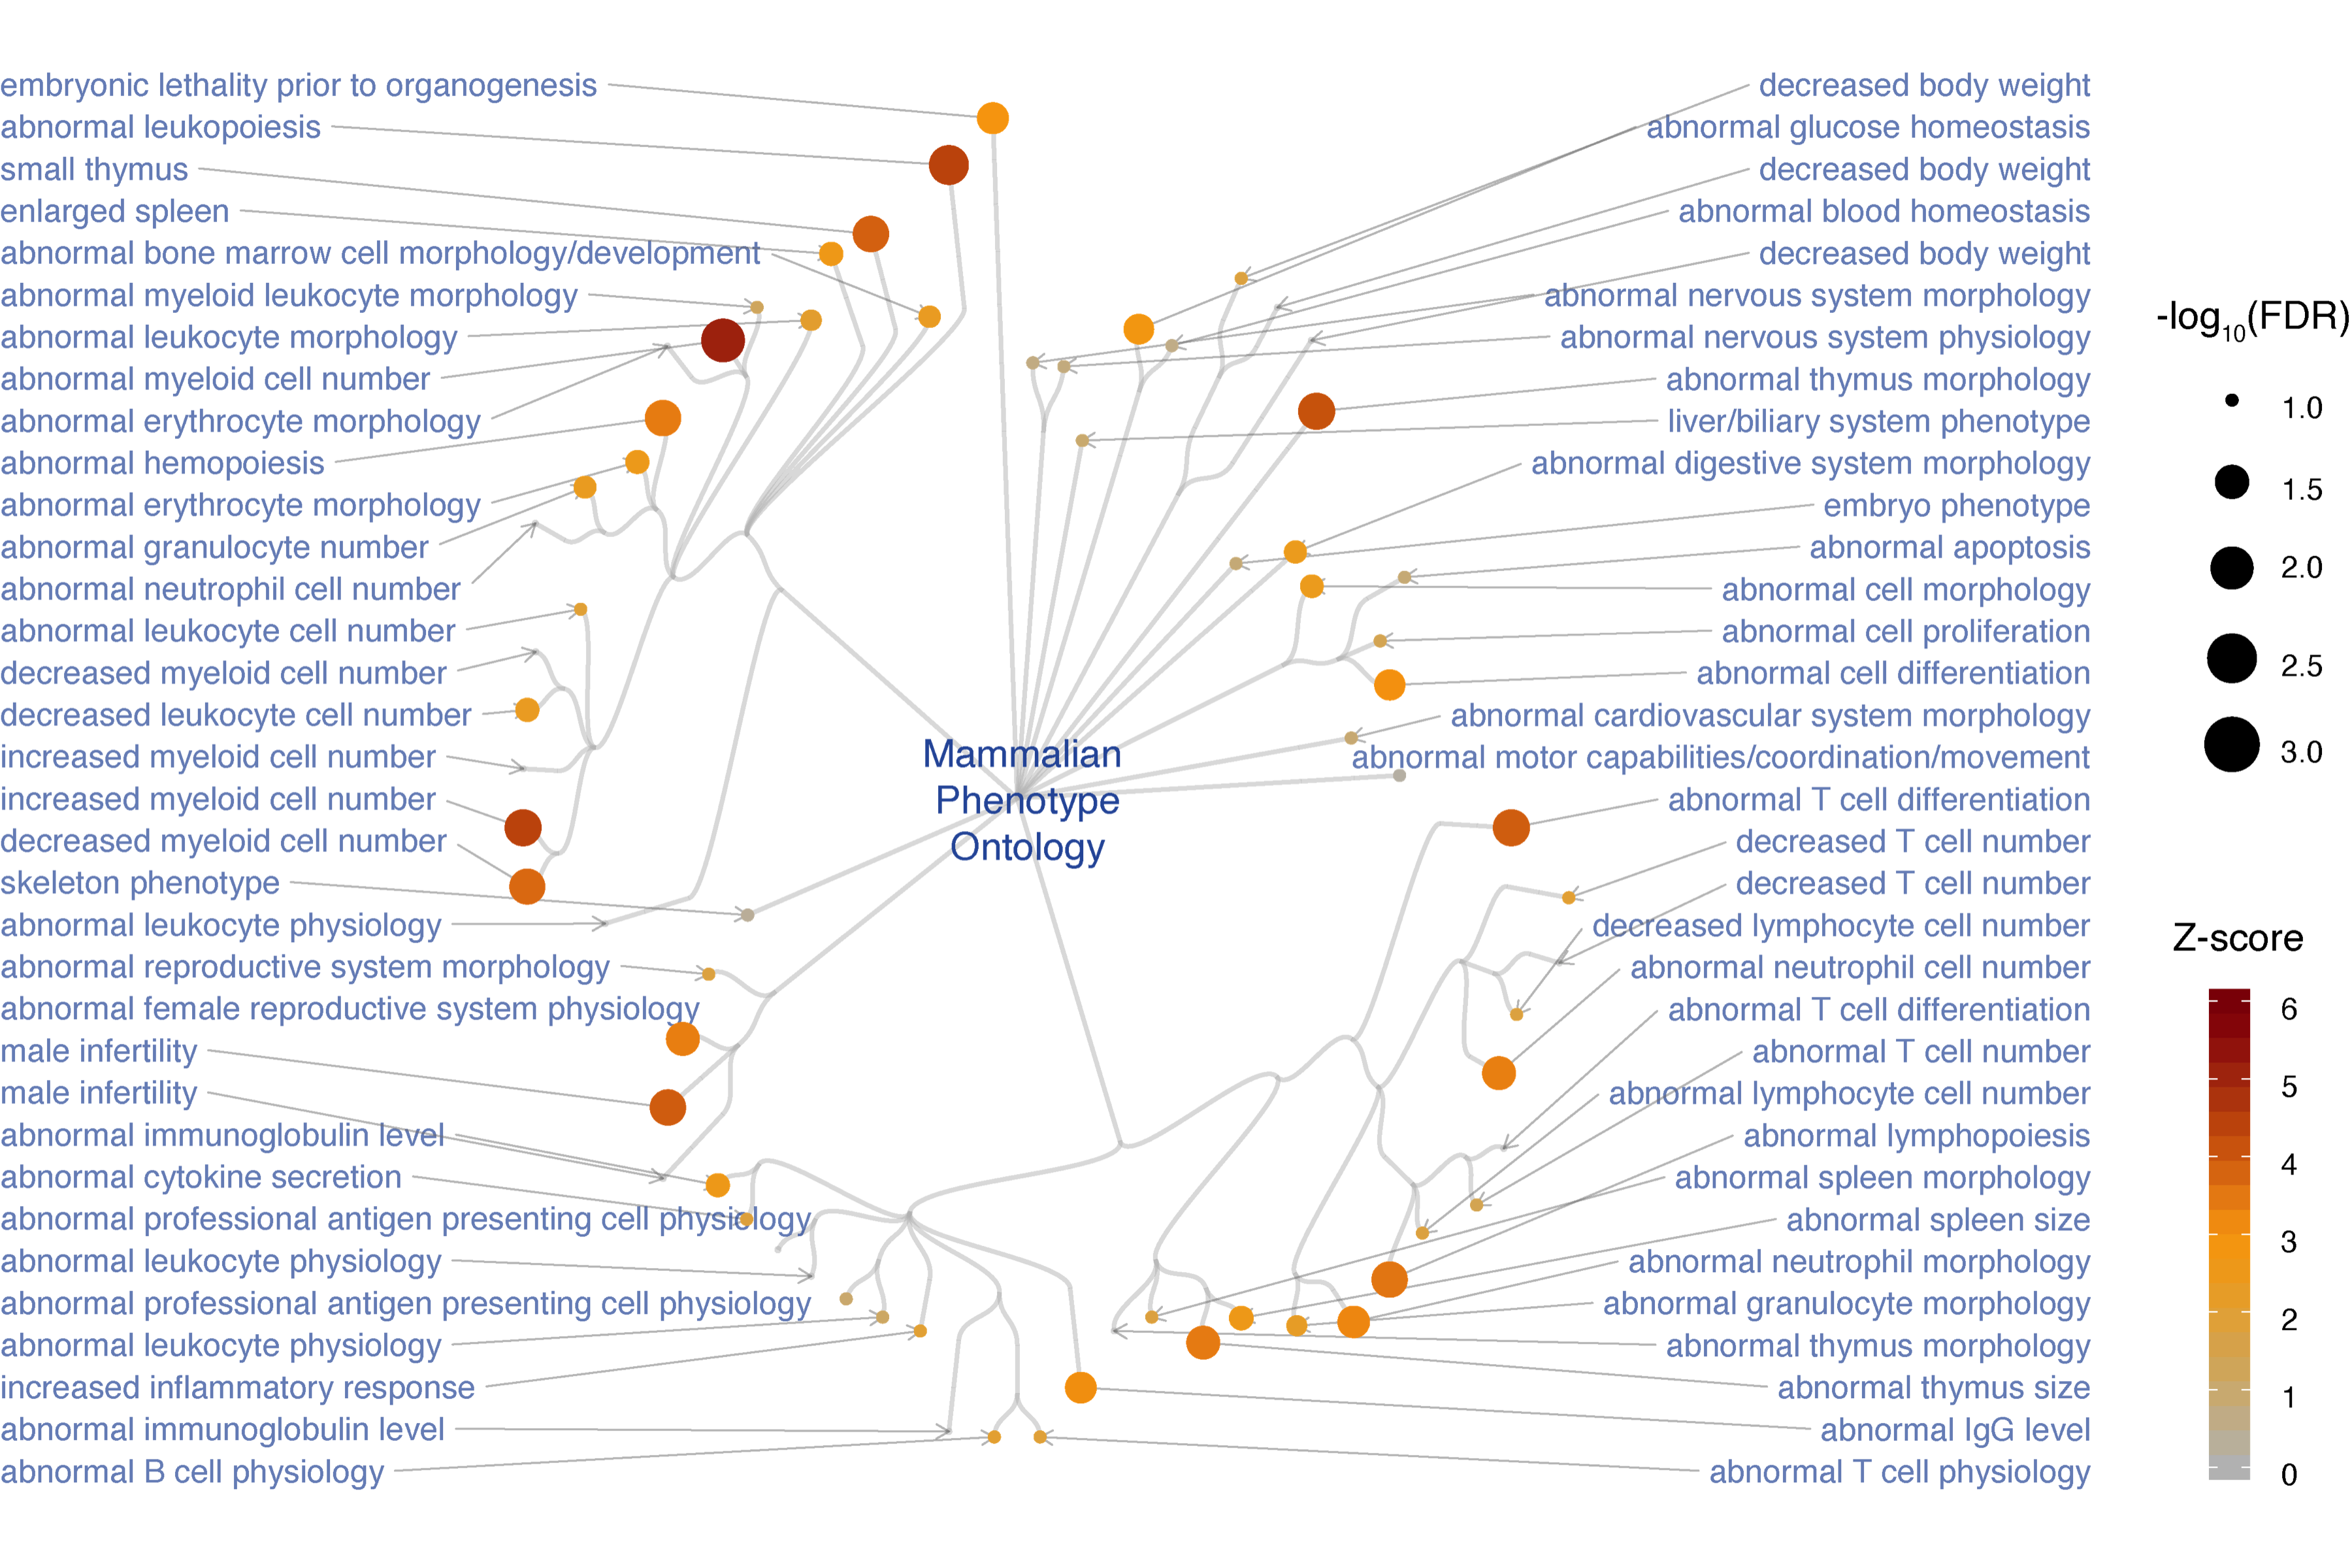 embryonic lethality prior to organogenesis
abnormal leukopoiesis
small thymus
enlarged spleen
abnormal bone marrow cell morphology/development
abnormal myeloid leukocyte morphology
abnormal leukocyte morphology
abnormal myeloid cell number
abnormal erythrocyte morphology
abnormal hemopoiesis
abnormal erythrocyte morphology
abnormal granulocyte number
abnormal neutrophil cell number
abnormal leukocyte cell number
decreased myeloid cell number
decreased leukocyte cell number
increased myeloid cell number
increased myeloid cell number
decreased myeloid cell number
skeleton phenotype
abnormal leukocyte physiology
abnormal reproductive system morphology
abnormal female reproductive system physiology
male infertility
male infertility
abnormal immunoglobulin level
abnormal cytokine secretion
abnormal professional antigen presenting cell physiology
abnormal leukocyte physiology
abnormal professional antigen presenting cell physiology
abnormal leukocyte physiology
increased inflammatory response
abnormal immunoglobulin level
abnormal B cell physiology
Mammalian
Phenotype
Ontology
decreased body weight
abnormal glucose homeostasis
decreased body weight
abnormal blood homeostasis
decreased body weight
abnormal nervous system morphology
abnormal nervous system physiology
abnormal thymus morphology
liver/biliary system phenotype
abnormal digestive system morphology
embryo phenotype
abnormal apoptosis
abnormal cell morphology
abnormal cell proliferation
abnormal cell differentiation
abnormal cardiovascular system morphology
abnormal motor capabilities/coordination/movement
abnormal T cell differentiation
decreased T cell number
decreased T cell number
decreased lymphocyte cell number
abnormal neutrophil cell number
abnormal T cell differentiation
abnormal T cell number
abnormal lymphocyte cell number
abnormal lymphopoiesis
abnormal spleen morphology
abnormal spleen size
abnormal neutrophil morphology
abnormal granulocyte morphology
abnormal thymus morphology
abnormal thymus size
abnormal IgG level
abnormal T cell physiology
-log10(FDR)
1.0
1.5
2.0
2.5
3.0
Z-score
6
5
4
3
2
1
0